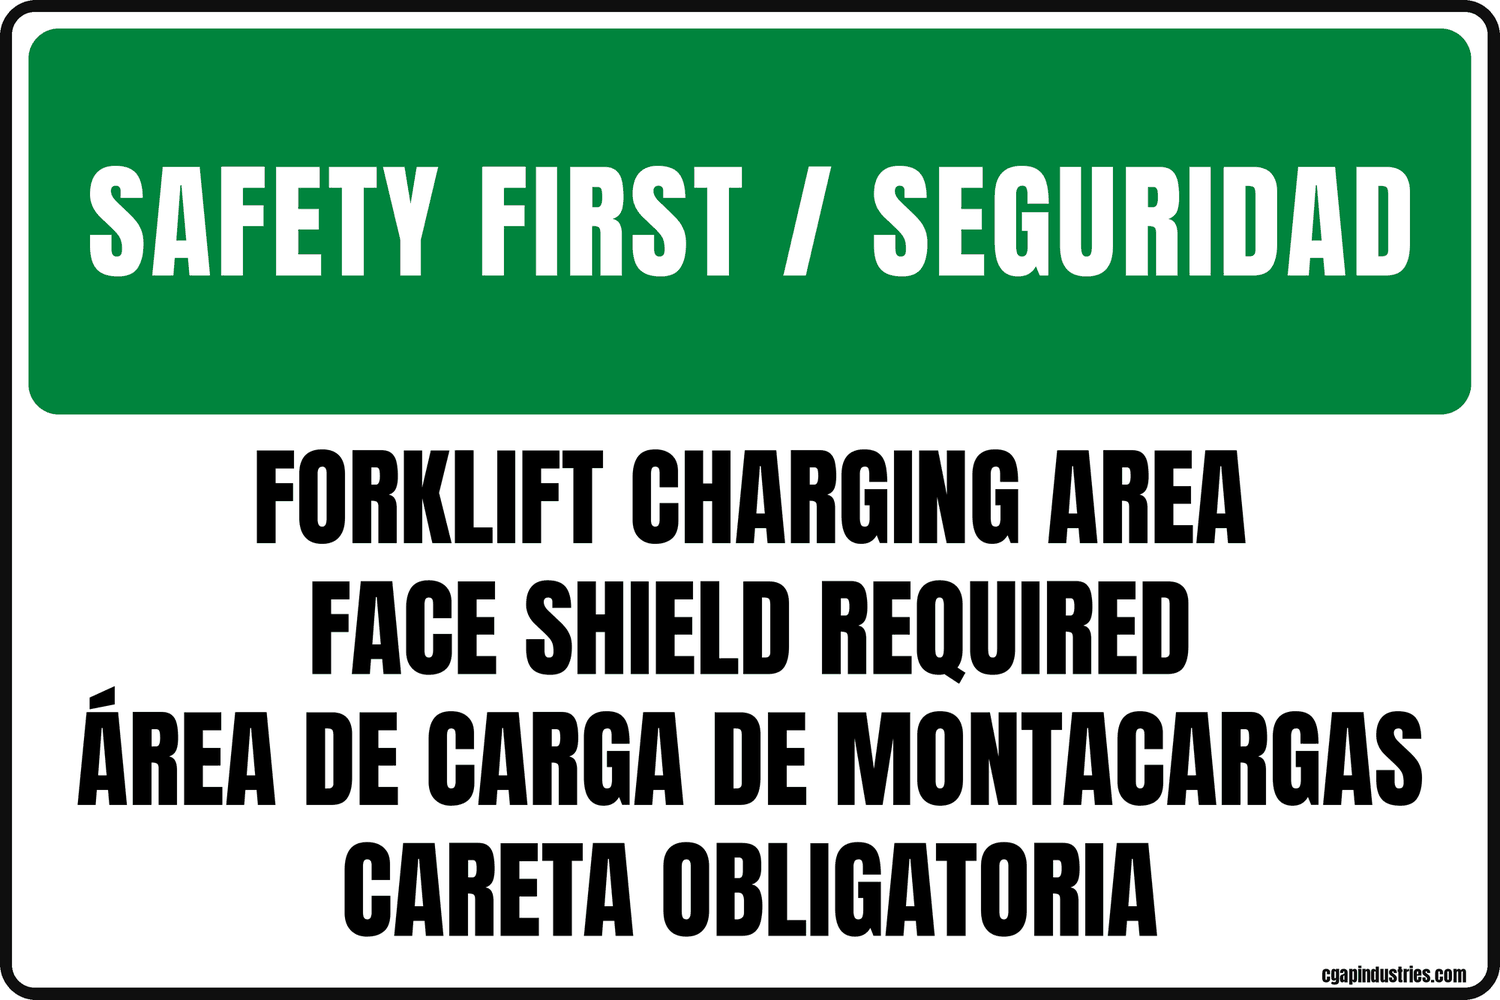 SAFETY FIRST / SEGURIDAD
FORKLIFT CHARGING AREA
FACE SHIELD REQUIRED
ÁREA DE CARGA DE MONTACARGAS
CARETA OBLIGATORIA
cgapindustries.com